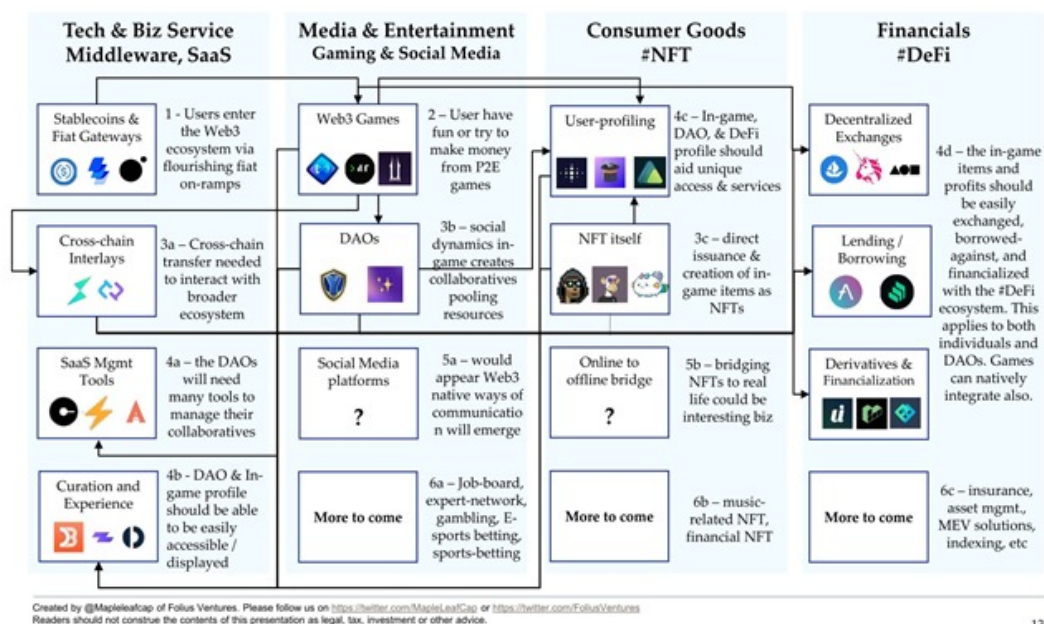 Tech & Biz Service
Middleware, SaaS
Media & Entertainment
Gaming & Social Media
Consumer Goods
#NFT
Financials
#DeFi
Stablecoins &
Fiat Gateways
1 - Users enter
the Web3
ecosystem via
flourishing fiat
on-ramps
Web3 Games
2 – User have
fun or try to
make money
from P2E
games
User-profiling
4c – In-game,
DAO, & DeFi
profile should
aid unique
access & services
Decentralized
Exchanges
4d – the in-game
items and
profits should
be easily
exchanged,
borrowed-
against, and
financialized
with the #DeFi
ecosystem. This
applies to both
individuals and
DAOs. Games
can natively
integrate also.
Cross-chain
Interlays
3a – Cross-chain
transfer needed
to interact with
broader
ecosystem
DAOs
3b – social
dynamics in-
game creates
collaboratives
pooling
resources
NFT itself
3c – direct
issuance &
creation of in-
game items as
NFTs
Lending /
Borrowing
SaaS Mgmt
Tools
4a – the DAOs
will need
many tools to
manage their
collaboratives
Social Media
platforms
?
5a – would
appear Web3
native ways of
communicatio
n will emerge
Online to
offline bridge
?
5b – bridging
NFTs to real
life could be
interesting biz
Derivatives &
Financialization
Curation and
Experience
4b - DAO & In-
game profile
should be able
to be easily
accessible /
displayed
More to come
6a – Job-board,
expert-network,
gambling, E-
sports betting,
sports-betting
More to come
6b – music-
related NFT,
financial NFT
More to come
6c – insurance,
asset mgmt.,
MEV solutions,
indexing, etc
Created by @Mapleleafcap of Folius Ventures. Please follow us on https://twitter.com/MapleLeafCap or https://twitter.com/FoliusVentures
Readers should not construe the contents of this presentation as legal, tax, investment or other advice.